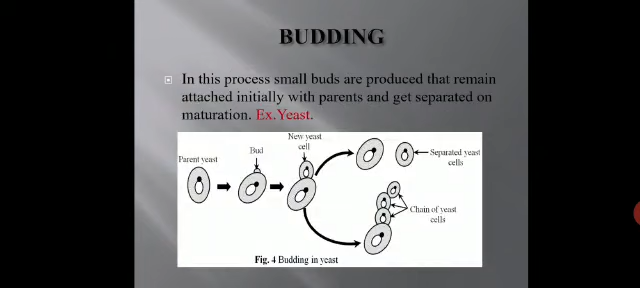 BUDDING
In this process small buds are produced that remain
attached initially with parents and get separated on
maturation. Ex.Yeast.
New yeast
cell
Bud
Parent yeast
Separated yeast
cells
Chain of yeast
cells
Fig. 4 Budding in yeast